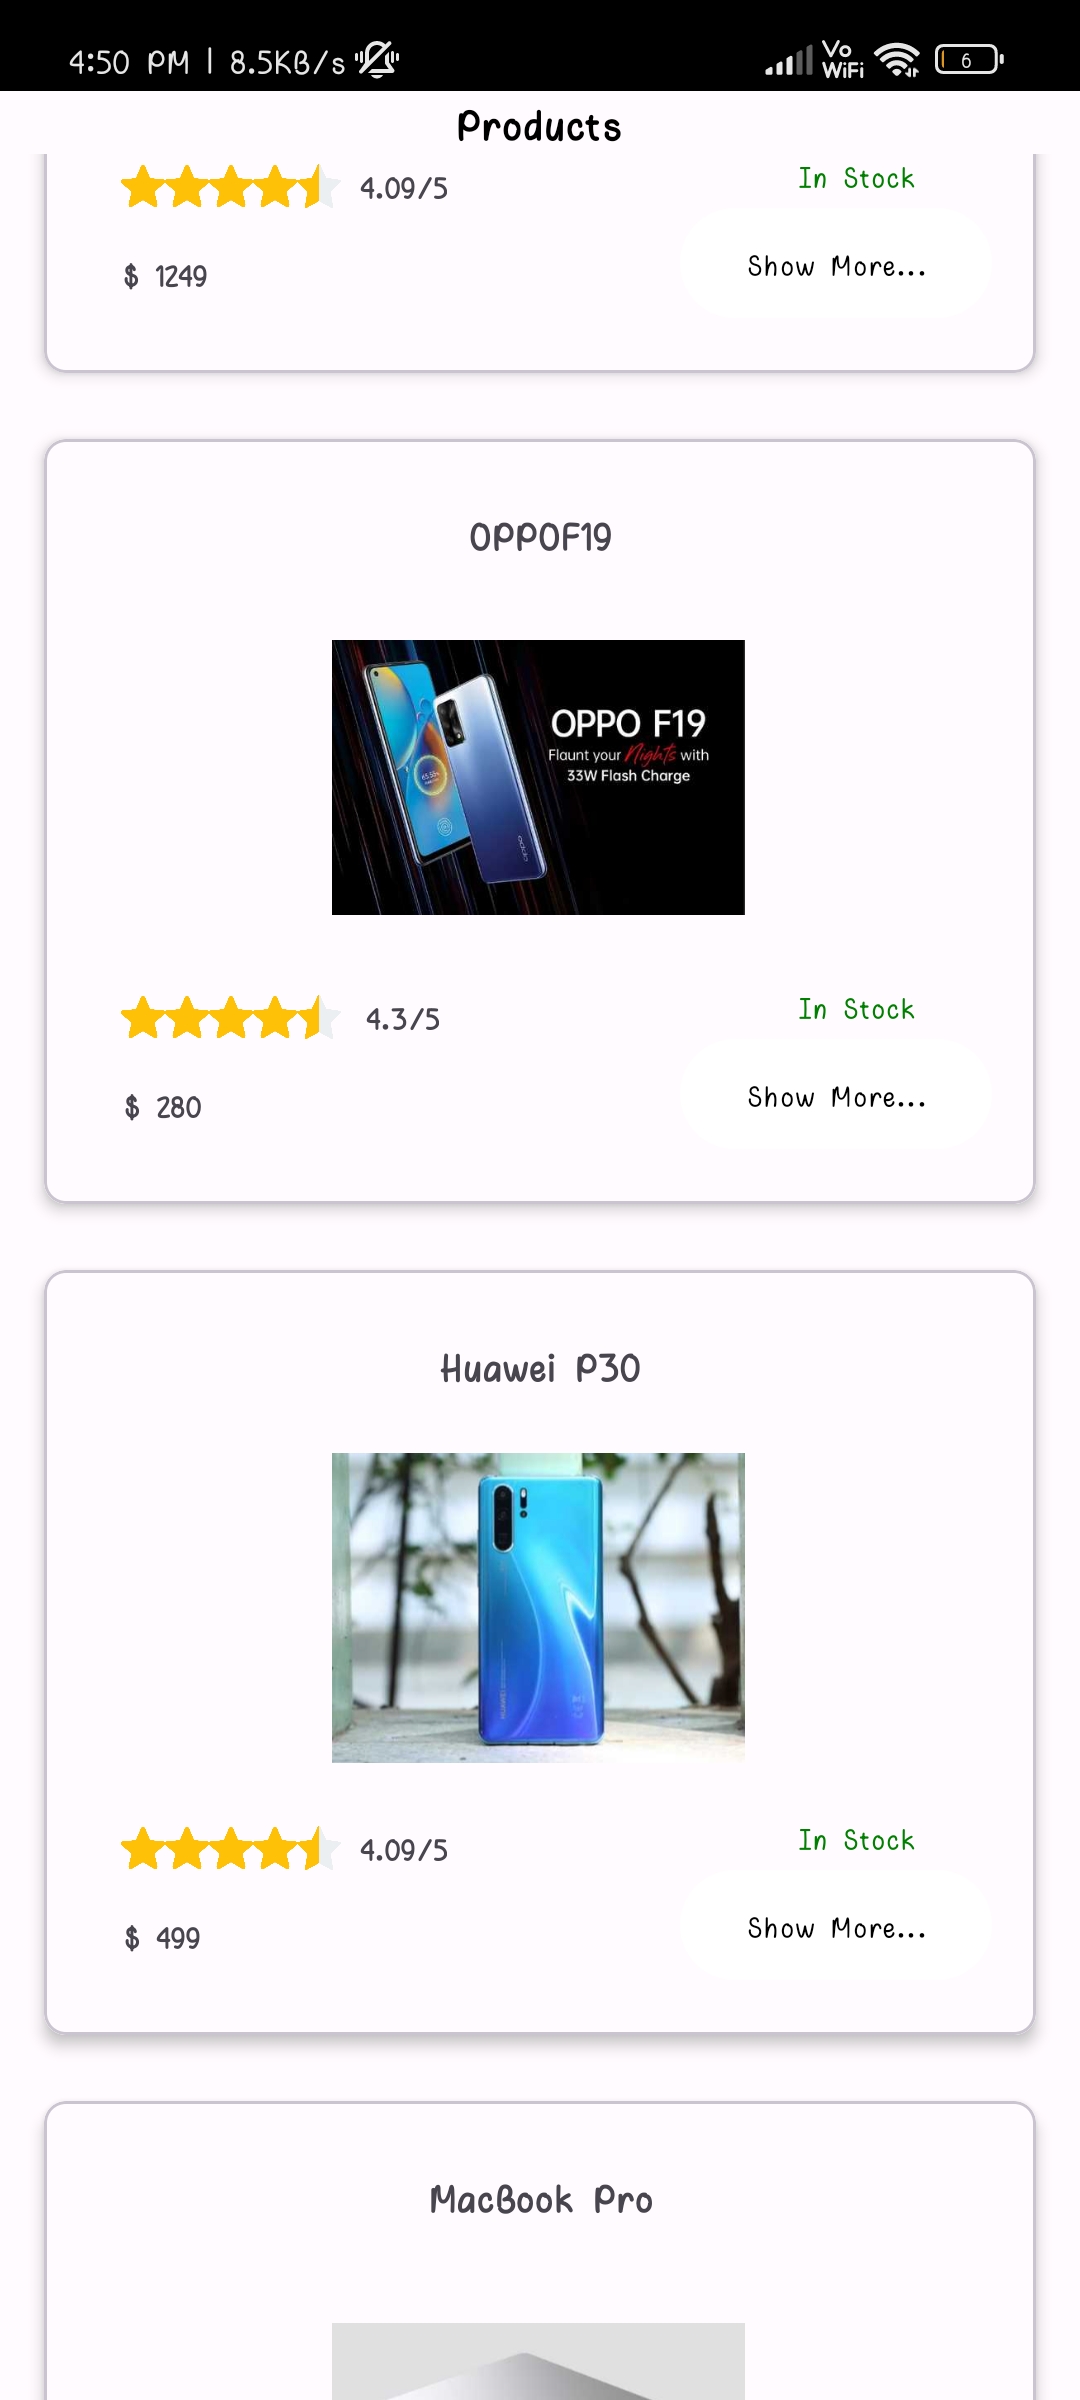 4:50 PM | 8.5KB/s Vo WiFi 6
Products
4.09/5 In Stock
$ 1249 Show More...
OPPOF19
OPPO F19
Flaunt your Nights with
33W Flash Charge
oppo
4.3/5 In Stock
$ 280 Show More...
Huawei P30
HUAWEI
4.09/5 In Stock
$ 499 Show More...
MacBook Pro